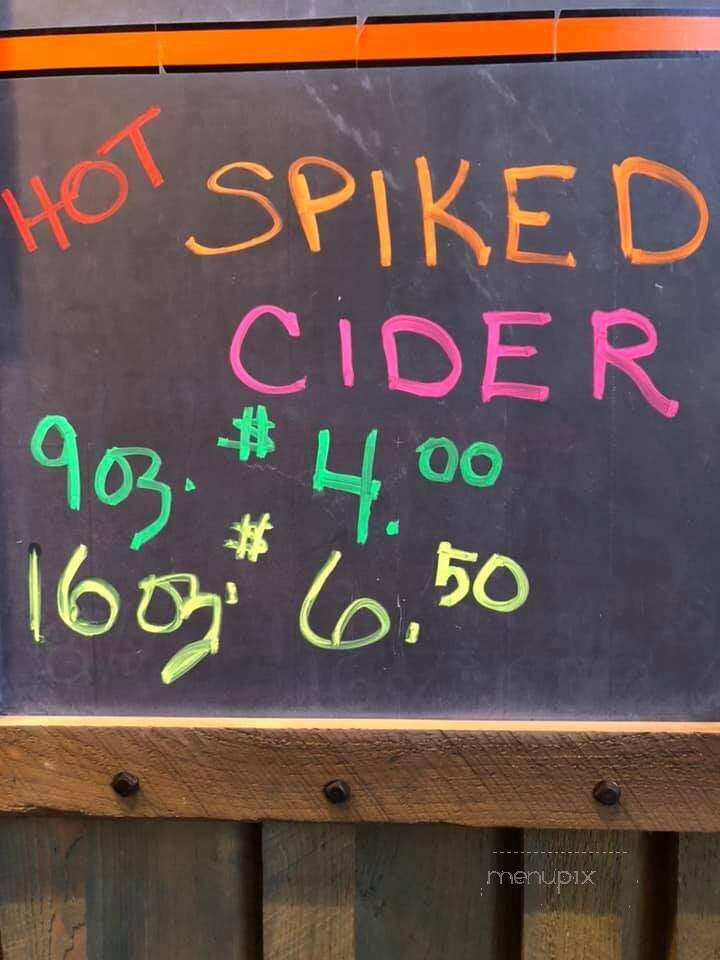 HOT SPIKED
CIDER
9oz. $4.00
16oz. $6.50
menupix